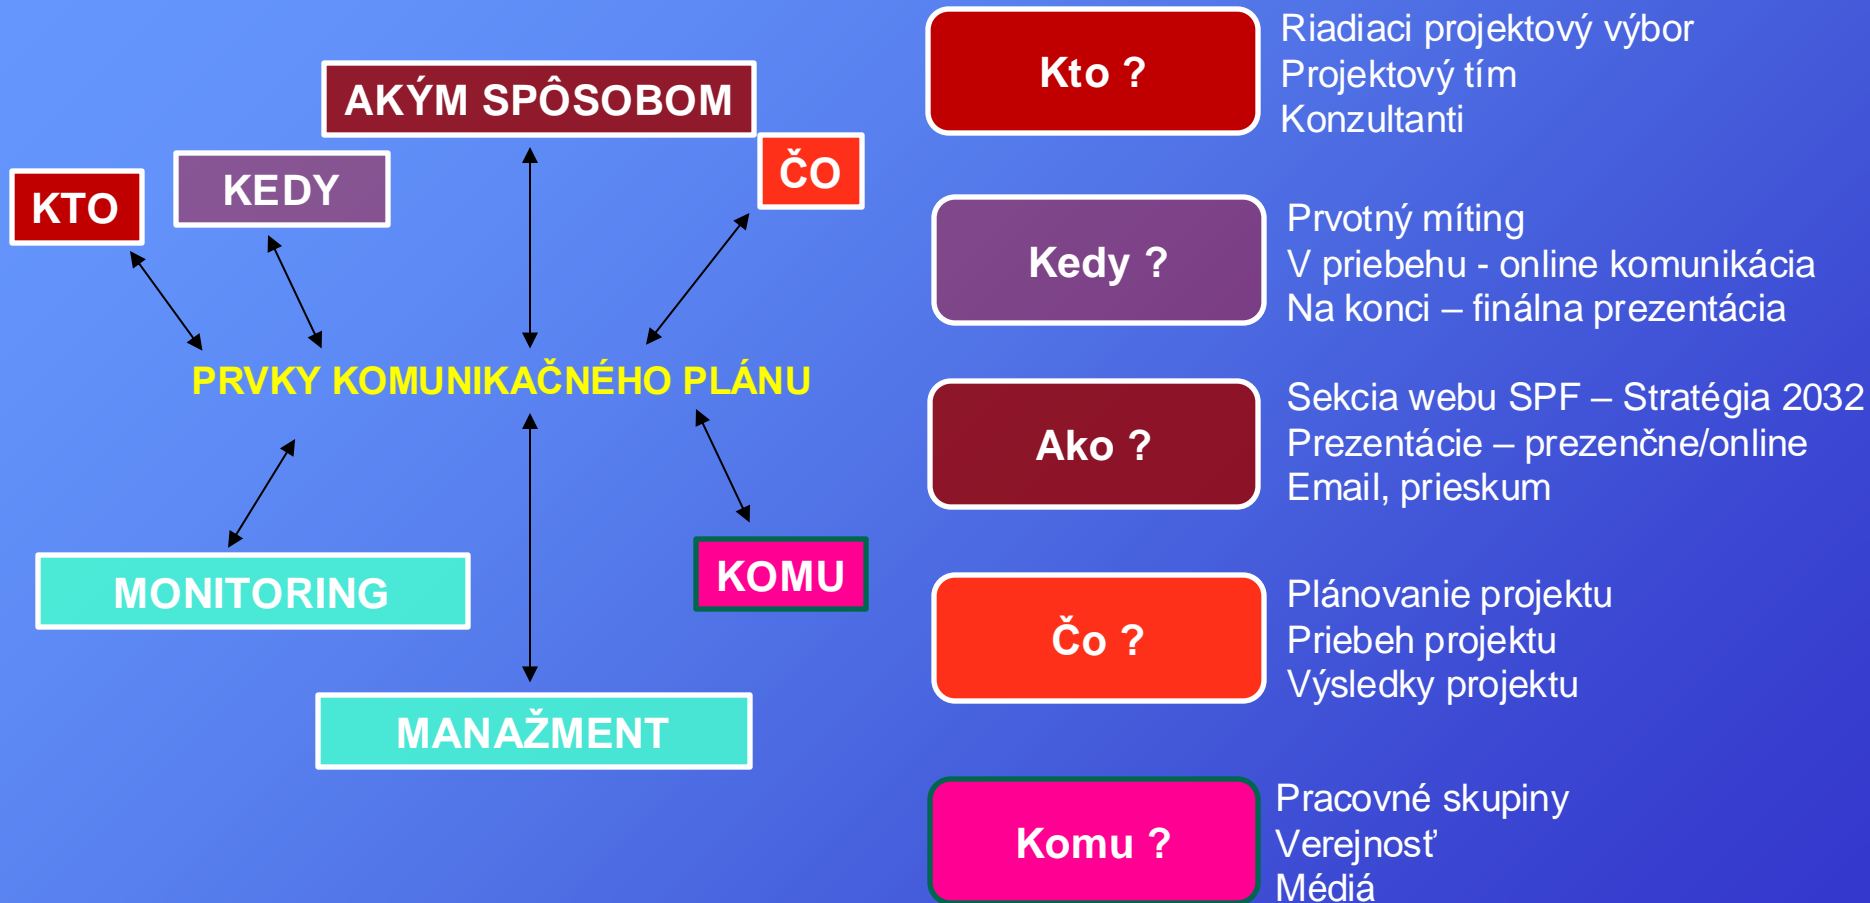 AKÝM SPÔSOBOM
ČO
KEDY
KTO
PRVKY KOMUNIKAČNÉHO PLÁNU
MONITORING
KOMU
MANAŽMENT
Kto ?
Riadiaci projektový výbor
Projektový tím
Konzultanti
Kedy ?
Prvotný míting
V priebehu - online komunikácia
Na konci – finálna prezentácia
Ako ?
Sekcia webu SPF – Stratégia 2032
Prezentácie – prezenčne/online
Email, prieskum
Čo ?
Plánovanie projektu
Priebeh projektu
Výsledky projektu
Komu ?
Pracovné skupiny
Verejnosť
Médiá